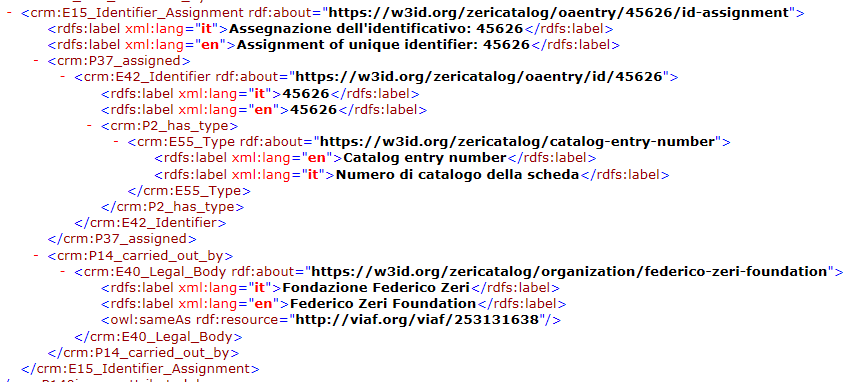 - <crm:E15_Identifier_Assignment rdf:about="https://w3id.org/zericatalog/oaentry/45626/id-assignment">
<rdfs:label xml:lang="it">Assegnazione dell'identificativo: 45626</rdfs:label>
<rdfs:label xml:lang="en">Assignment of unique identifier: 45626</rdfs:label>
- <crm:P37_assigned>
- <crm:E42_Identifier rdf:about="https://w3id.org/zericatalog/oaentry/id/45626">
<rdfs:label xml:lang="it">45626</rdfs:label>
<rdfs:label xml:lang="en">45626</rdfs:label>
- <crm:P2_has_type>
- <crm:E55_Type rdf:about="https://w3id.org/zericatalog/catalog-entry-number">
<rdfs:label xml:lang="en">Catalog entry number</rdfs:label>
<rdfs:label xml:lang="it">Numero di catalogo della scheda</rdfs:label>
</crm:E55_Type>
</crm:P2_has_type>
</crm:E42_Identifier>
</crm:P37_assigned>
- <crm:P14_carried_out_by>
- <crm:E40_Legal_Body rdf:about="https://w3id.org/zericatalog/organization/federico-zeri-foundation">
<rdfs:label xml:lang="it">Fondazione Federico Zeri</rdfs:label>
<rdfs:label xml:lang="en">Federico Zeri Foundation</rdfs:label>
<owl:sameAs rdf:resource="http://viaf.org/viaf/253131638"/>
</crm:E40_Legal_Body>
</crm:P14_carried_out_by>
</crm:E15_Identifier_Assignment>